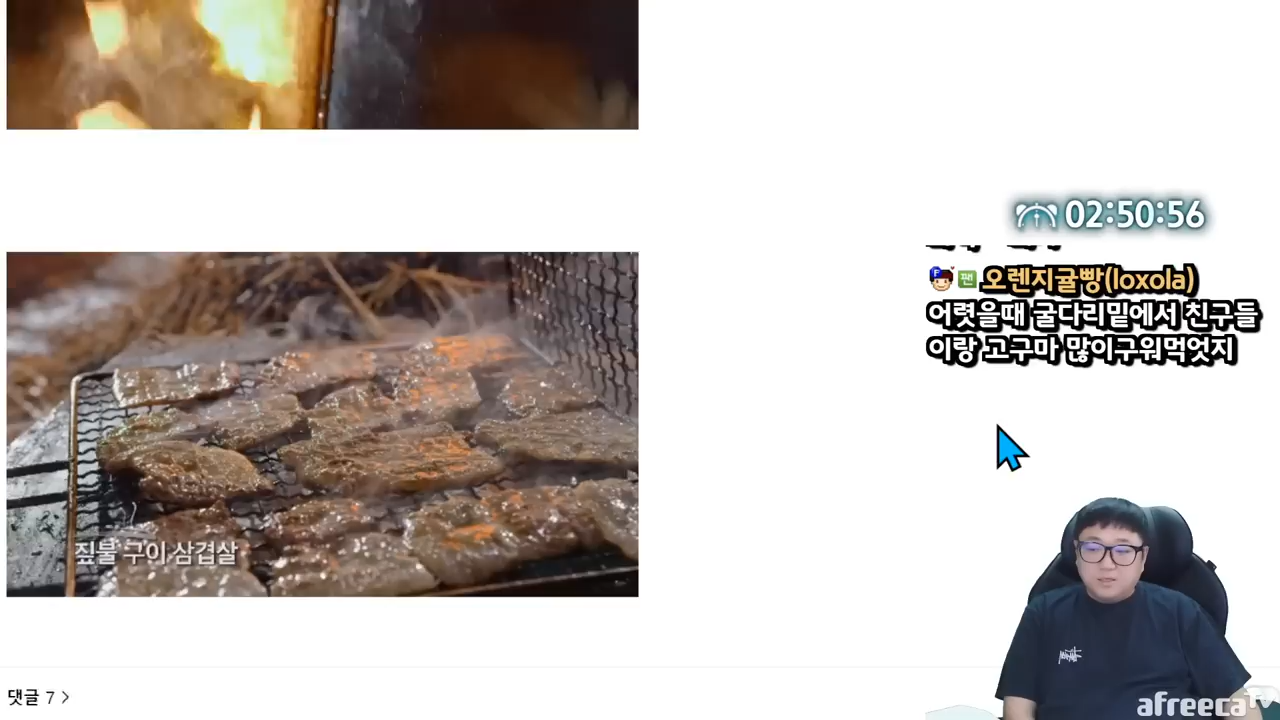 02:50:56
F 팬 오렌지귤빵(loxola)
어렷을때 굴다리밑에서 친구들
이랑 고구마 많이구워먹엇지
짚불 구이 삼겹살
댓글 7 >
afreecaTV